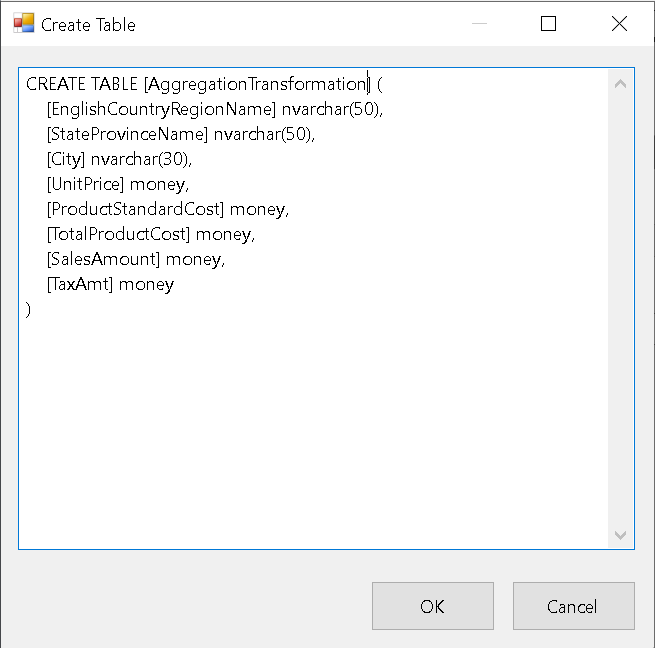 Create Table
CREATE TABLE [AggregationTransformation] (
    [EnglishCountryRegionName] nvarchar(50),
    [StateProvinceName] nvarchar(50),
    [City] nvarchar(30),
    [UnitPrice] money,
    [ProductStandardCost] money,
    [TotalProductCost] money,
    [SalesAmount] money,
    [TaxAmt] money
)
OK
Cancel